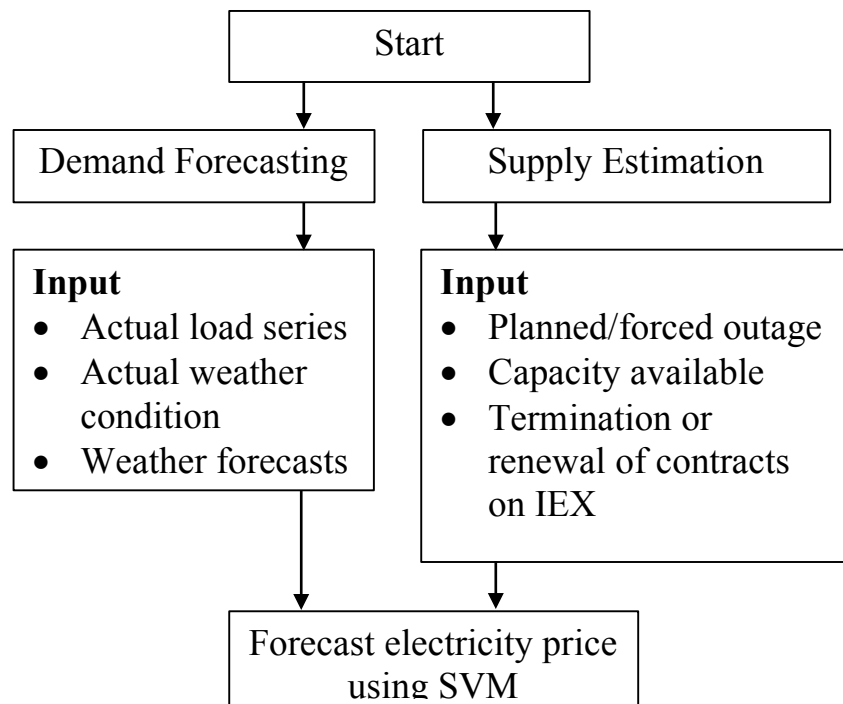 Start
Demand Forecasting
Supply Estimation
Input
• Actual load series
• Actual weather
condition
• Weather forecasts
Input
• Planned/forced outage
• Capacity available
• Termination or
renewal of contracts
on IEX
Forecast electricity price
using SVM